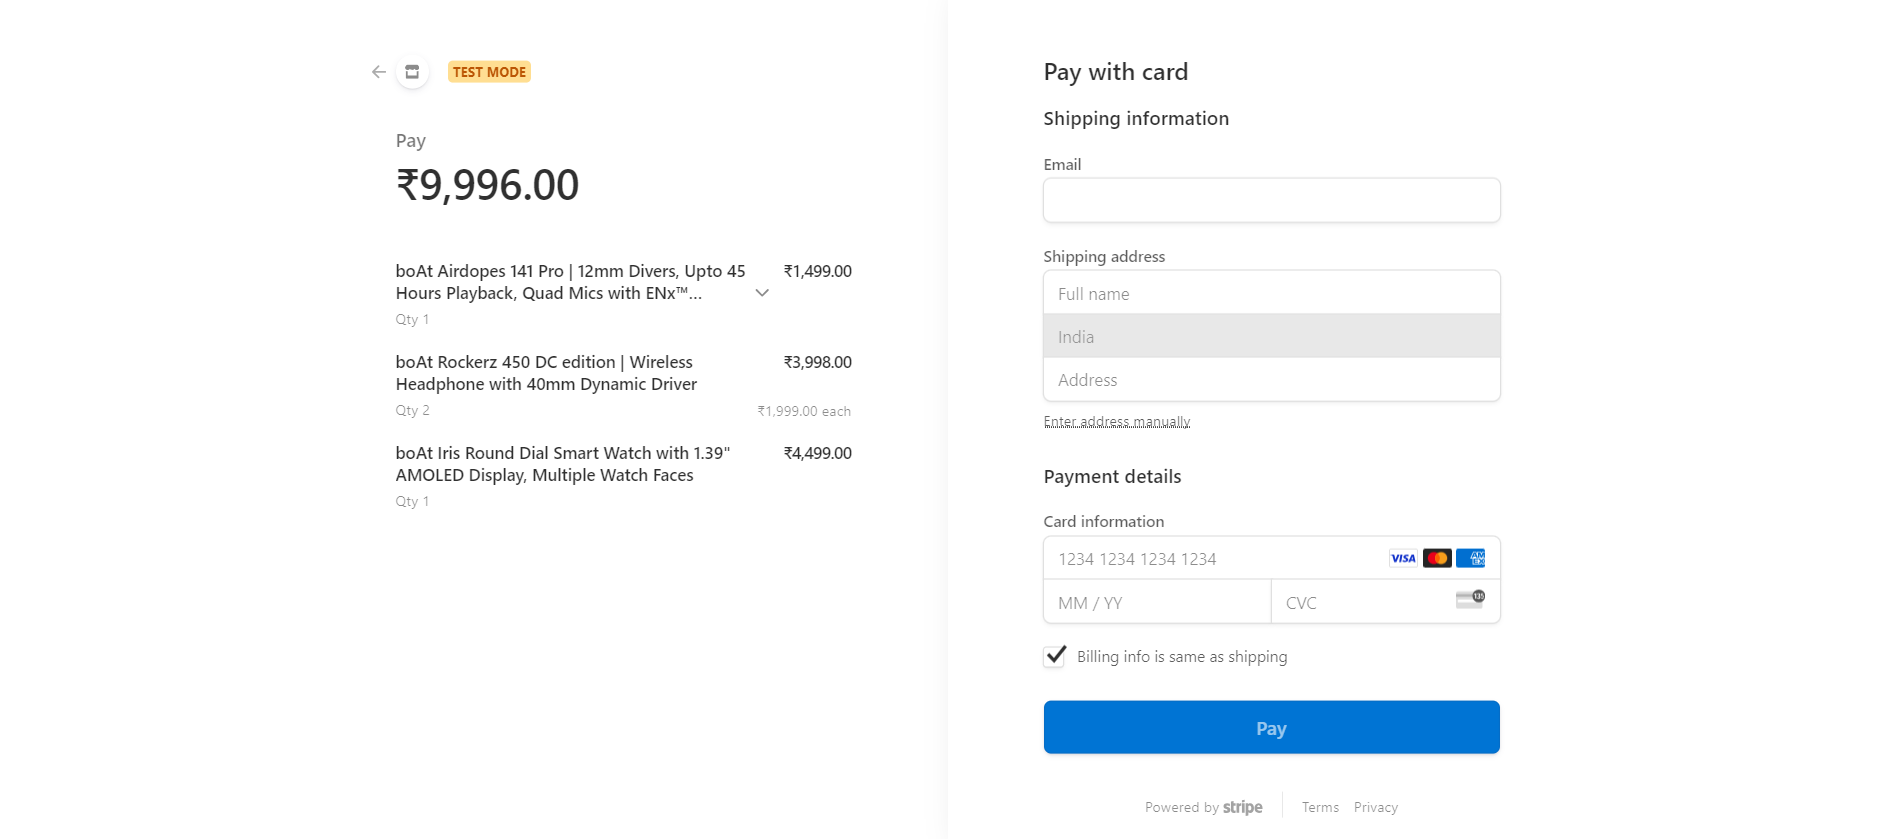 TEST MODE
Pay
₹9,996.00
boAt Airdopes 141 Pro | 12mm Divers, Upto 45
Hours Playback, Quad Mics with ENx™...
₹1,499.00
Qty 1
boAt Rockerz 450 DC edition | Wireless
Headphone with 40mm Dynamic Driver
₹3,998.00
Qty 2
₹1,999.00 each
boAt Iris Round Dial Smart Watch with 1.39"
AMOLED Display, Multiple Watch Faces
₹4,499.00
Qty 1
Pay with card
Shipping information
Email
Shipping address
Full name
India
Address
Enter address manually
Payment details
Card information
1234 1234 1234 1234
VISA
AMEX
MM / YY
CVC
135
Billing info is same as shipping
Pay
Powered by stripe
Terms
Privacy